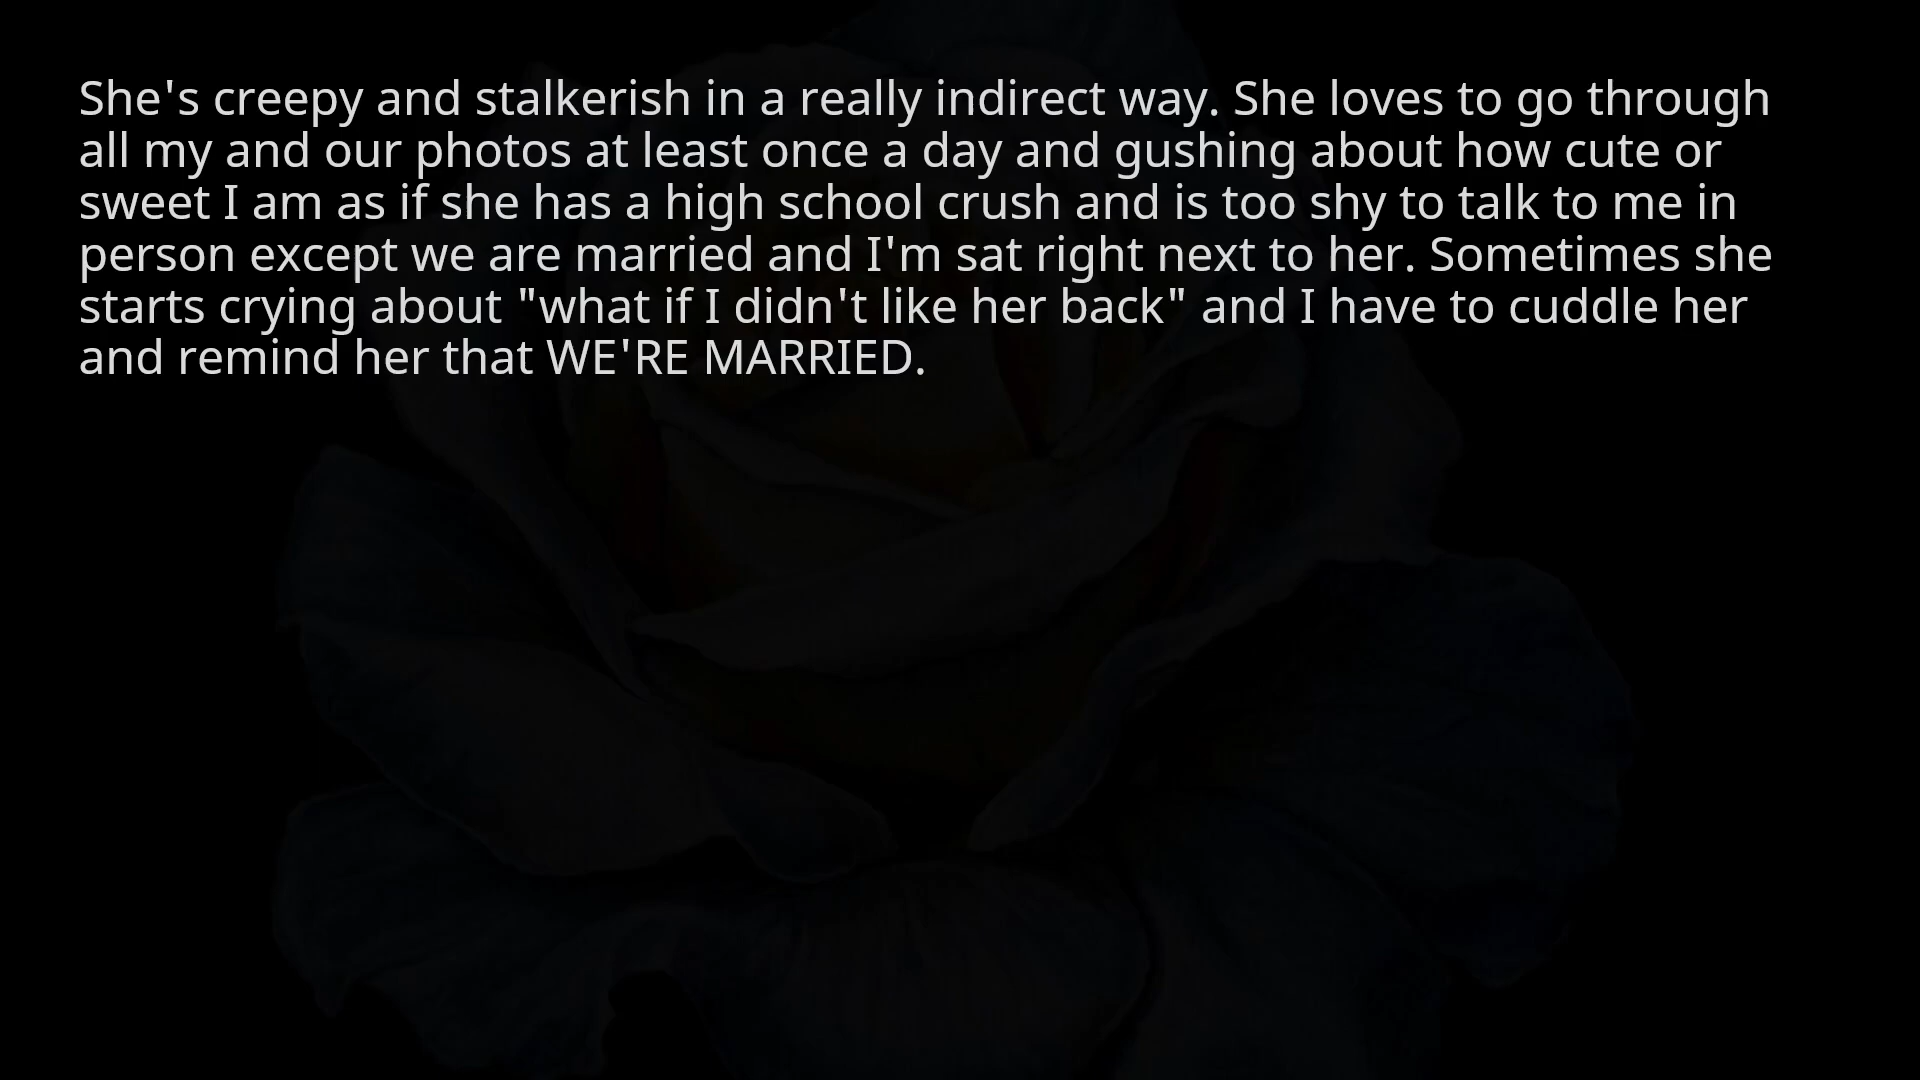 She's creepy and stalkerish in a really indirect way. She loves to go through
all my and our photos at least once a day and gushing about how cute or
sweet I am as if she has a high school crush and is too shy to talk to me in
person except we are married and I'm sat right next to her. Sometimes she
starts crying about "what if I didn't like her back" and I have to cuddle her
and remind her that WE'RE MARRIED.